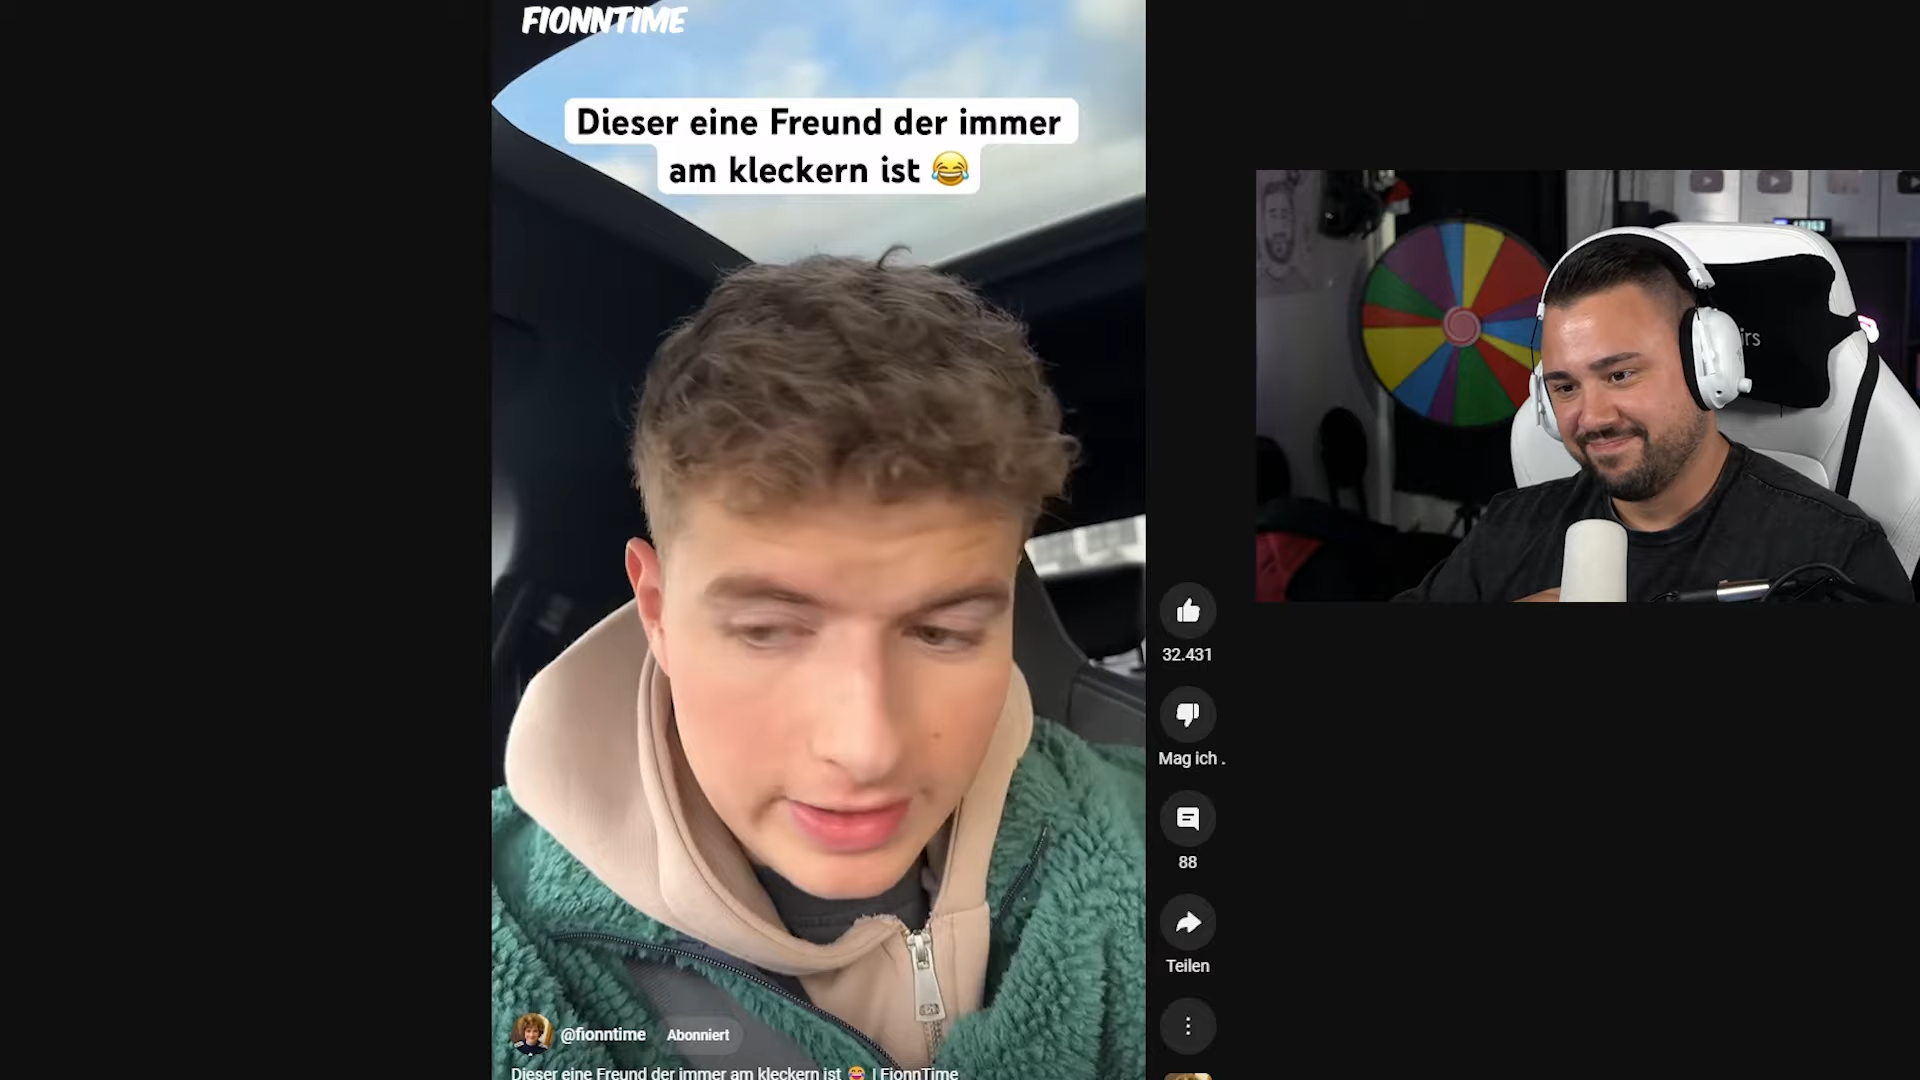 FIONNTIME
Dieser eine Freund der immer
am kleckern ist 😂
32.431
Mag ich .
88
Teilen
@fionntime Abonniert
Dieser eine Freund der immer am kleckern ist 😂 | FionnTime